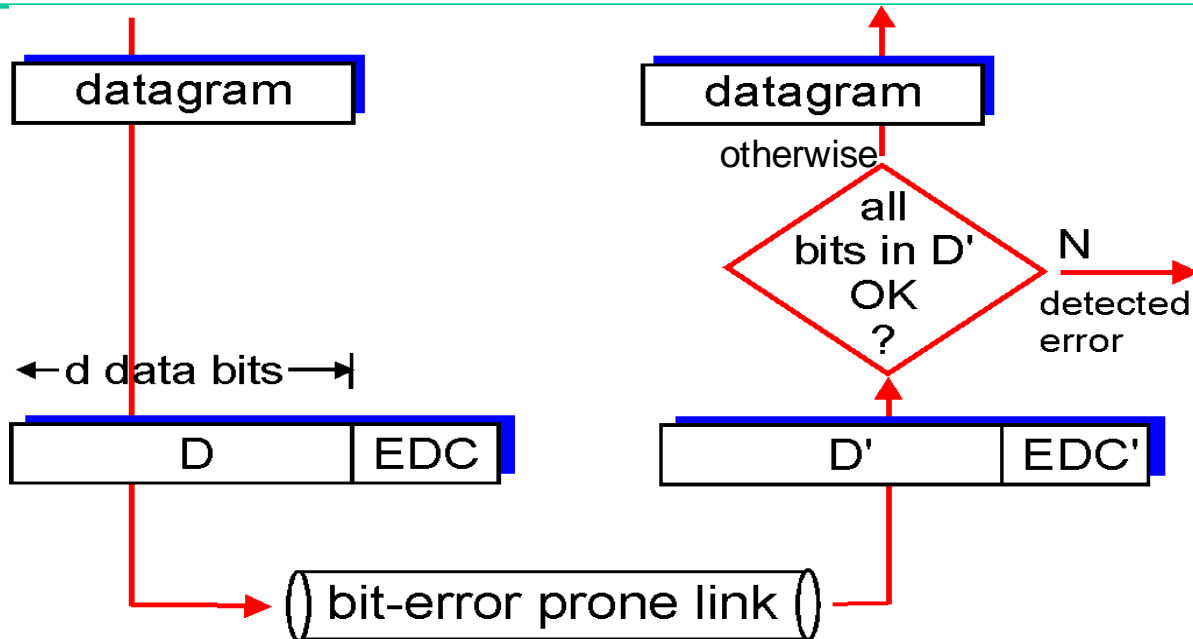 datagram
datagram
otherwise
all
bits in D'
OK
?
N
detected
error
d data bits
D
EDC
D'
EDC'
bit-error prone link